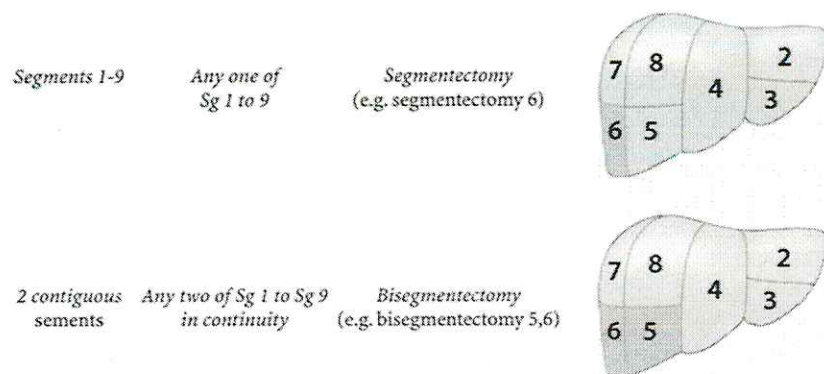 Segments 1-9
Any one of
Sg 1 to 9
Segmentectomy
(e.g. segmentectomy 6)
7 8 4 2
3
6 5
2 contiguous
sements
Any two of Sg 1 to Sg 9
in continuity
Bisegmentectomy
(e.g. bisegmentectomy 5,6)
7 8 4 2
3
6 5